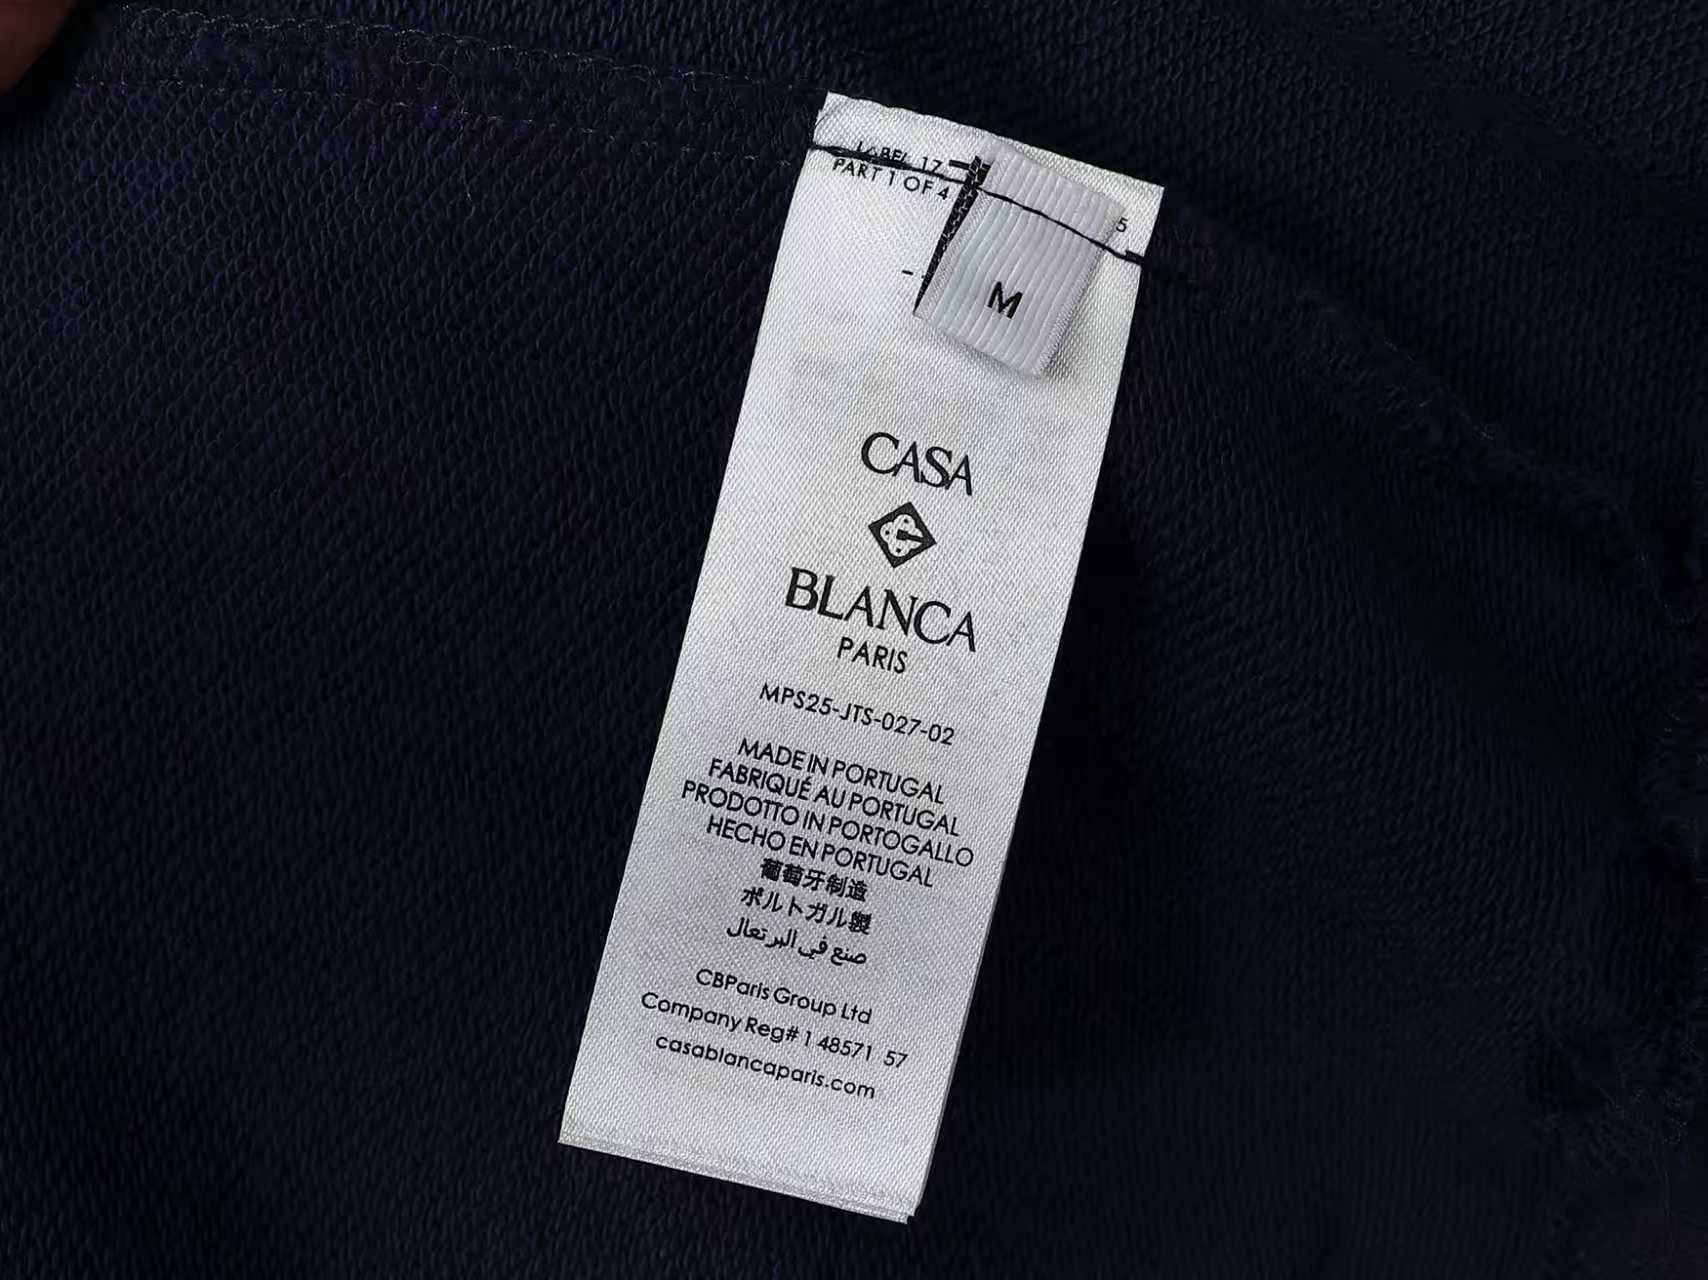 LABEL 17
PART 1 OF 4
5
M
CASA
BLANCA
PARIS
MPS25-JTS-027-02
MADE IN PORTUGAL
FABRIQUÉ AU PORTUGAL
PRODOTTO IN PORTOGALLO
HECHO EN PORTUGAL
葡萄牙制造
ポルトガル製
صنع في البرتغال
CBParis Group Ltd
Company Reg# 1 48571 57
casablancaparis.com